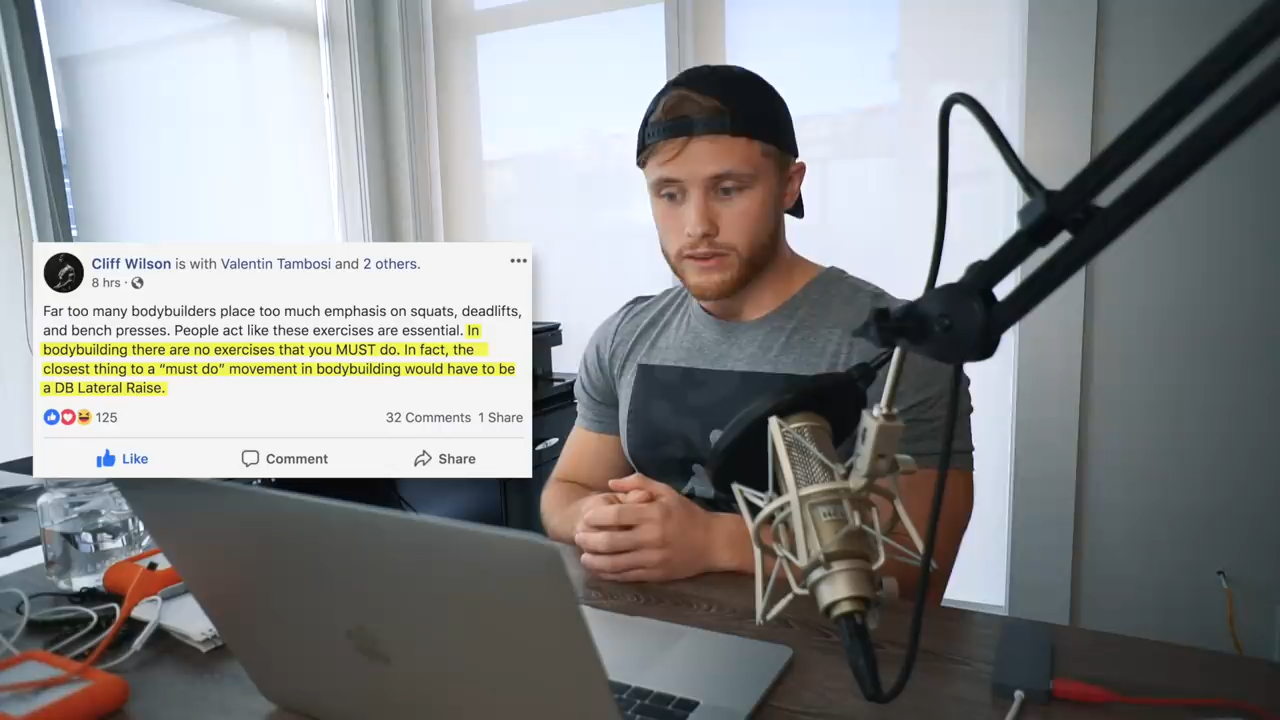 Cliff Wilson is with Valentin Tambosi and 2 others.
8 hrs ·
Far too many bodybuilders place too much emphasis on squats, deadlifts,
and bench presses. People act like these exercises are essential. In
bodybuilding there are no exercises that you MUST do. In fact, the
closest thing to a “must do” movement in bodybuilding would have to be
a DB Lateral Raise.
125 32 Comments 1 Share
Like Comment Share